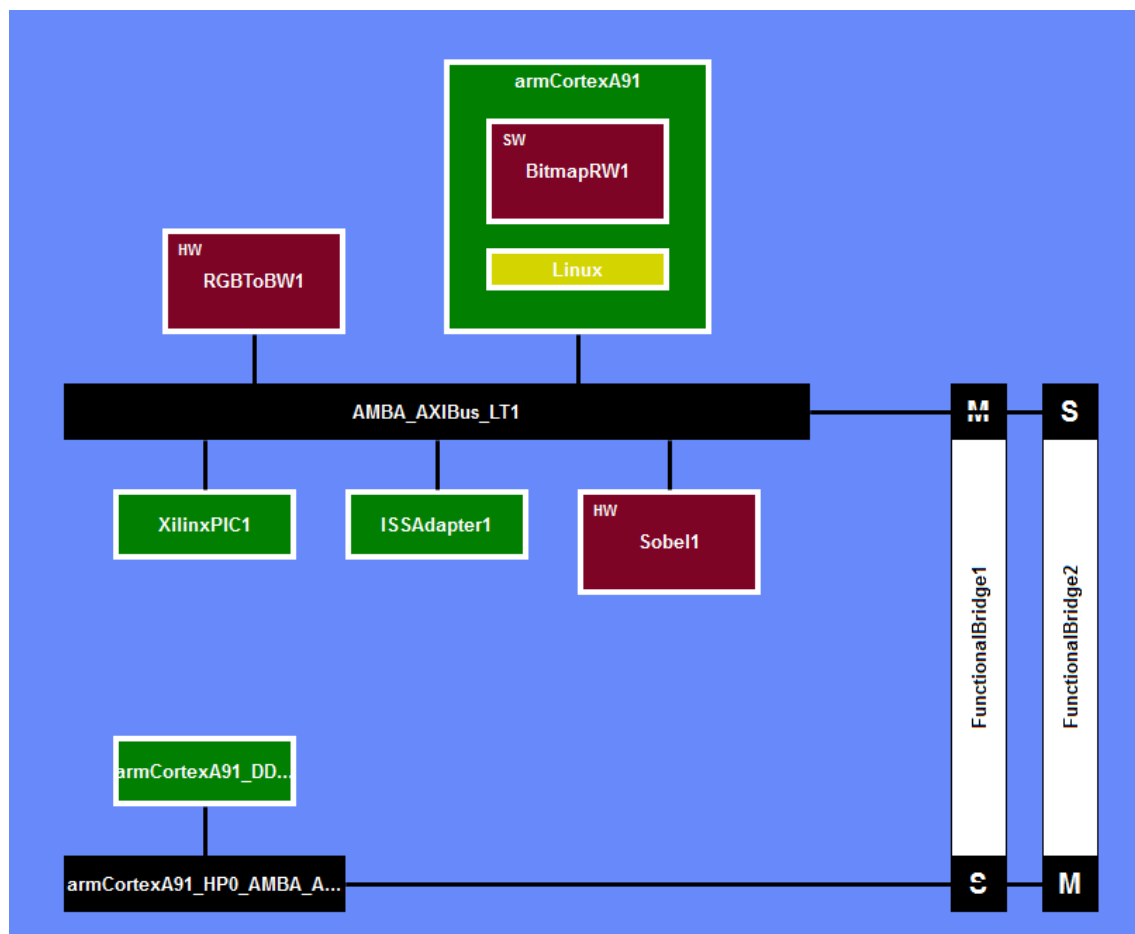 armCortexA91
SW
BitmapRW1
Linux
HW
RGBToBW1
AMBA_AXIBus_LT1
M
S
XilinxPIC1
ISSAdapter1
HW
Sobel1
FunctionalBridge1
FunctionalBridge2
armCortexA91_DD...
armCortexA91_HP0_AMBA_A...
S
M